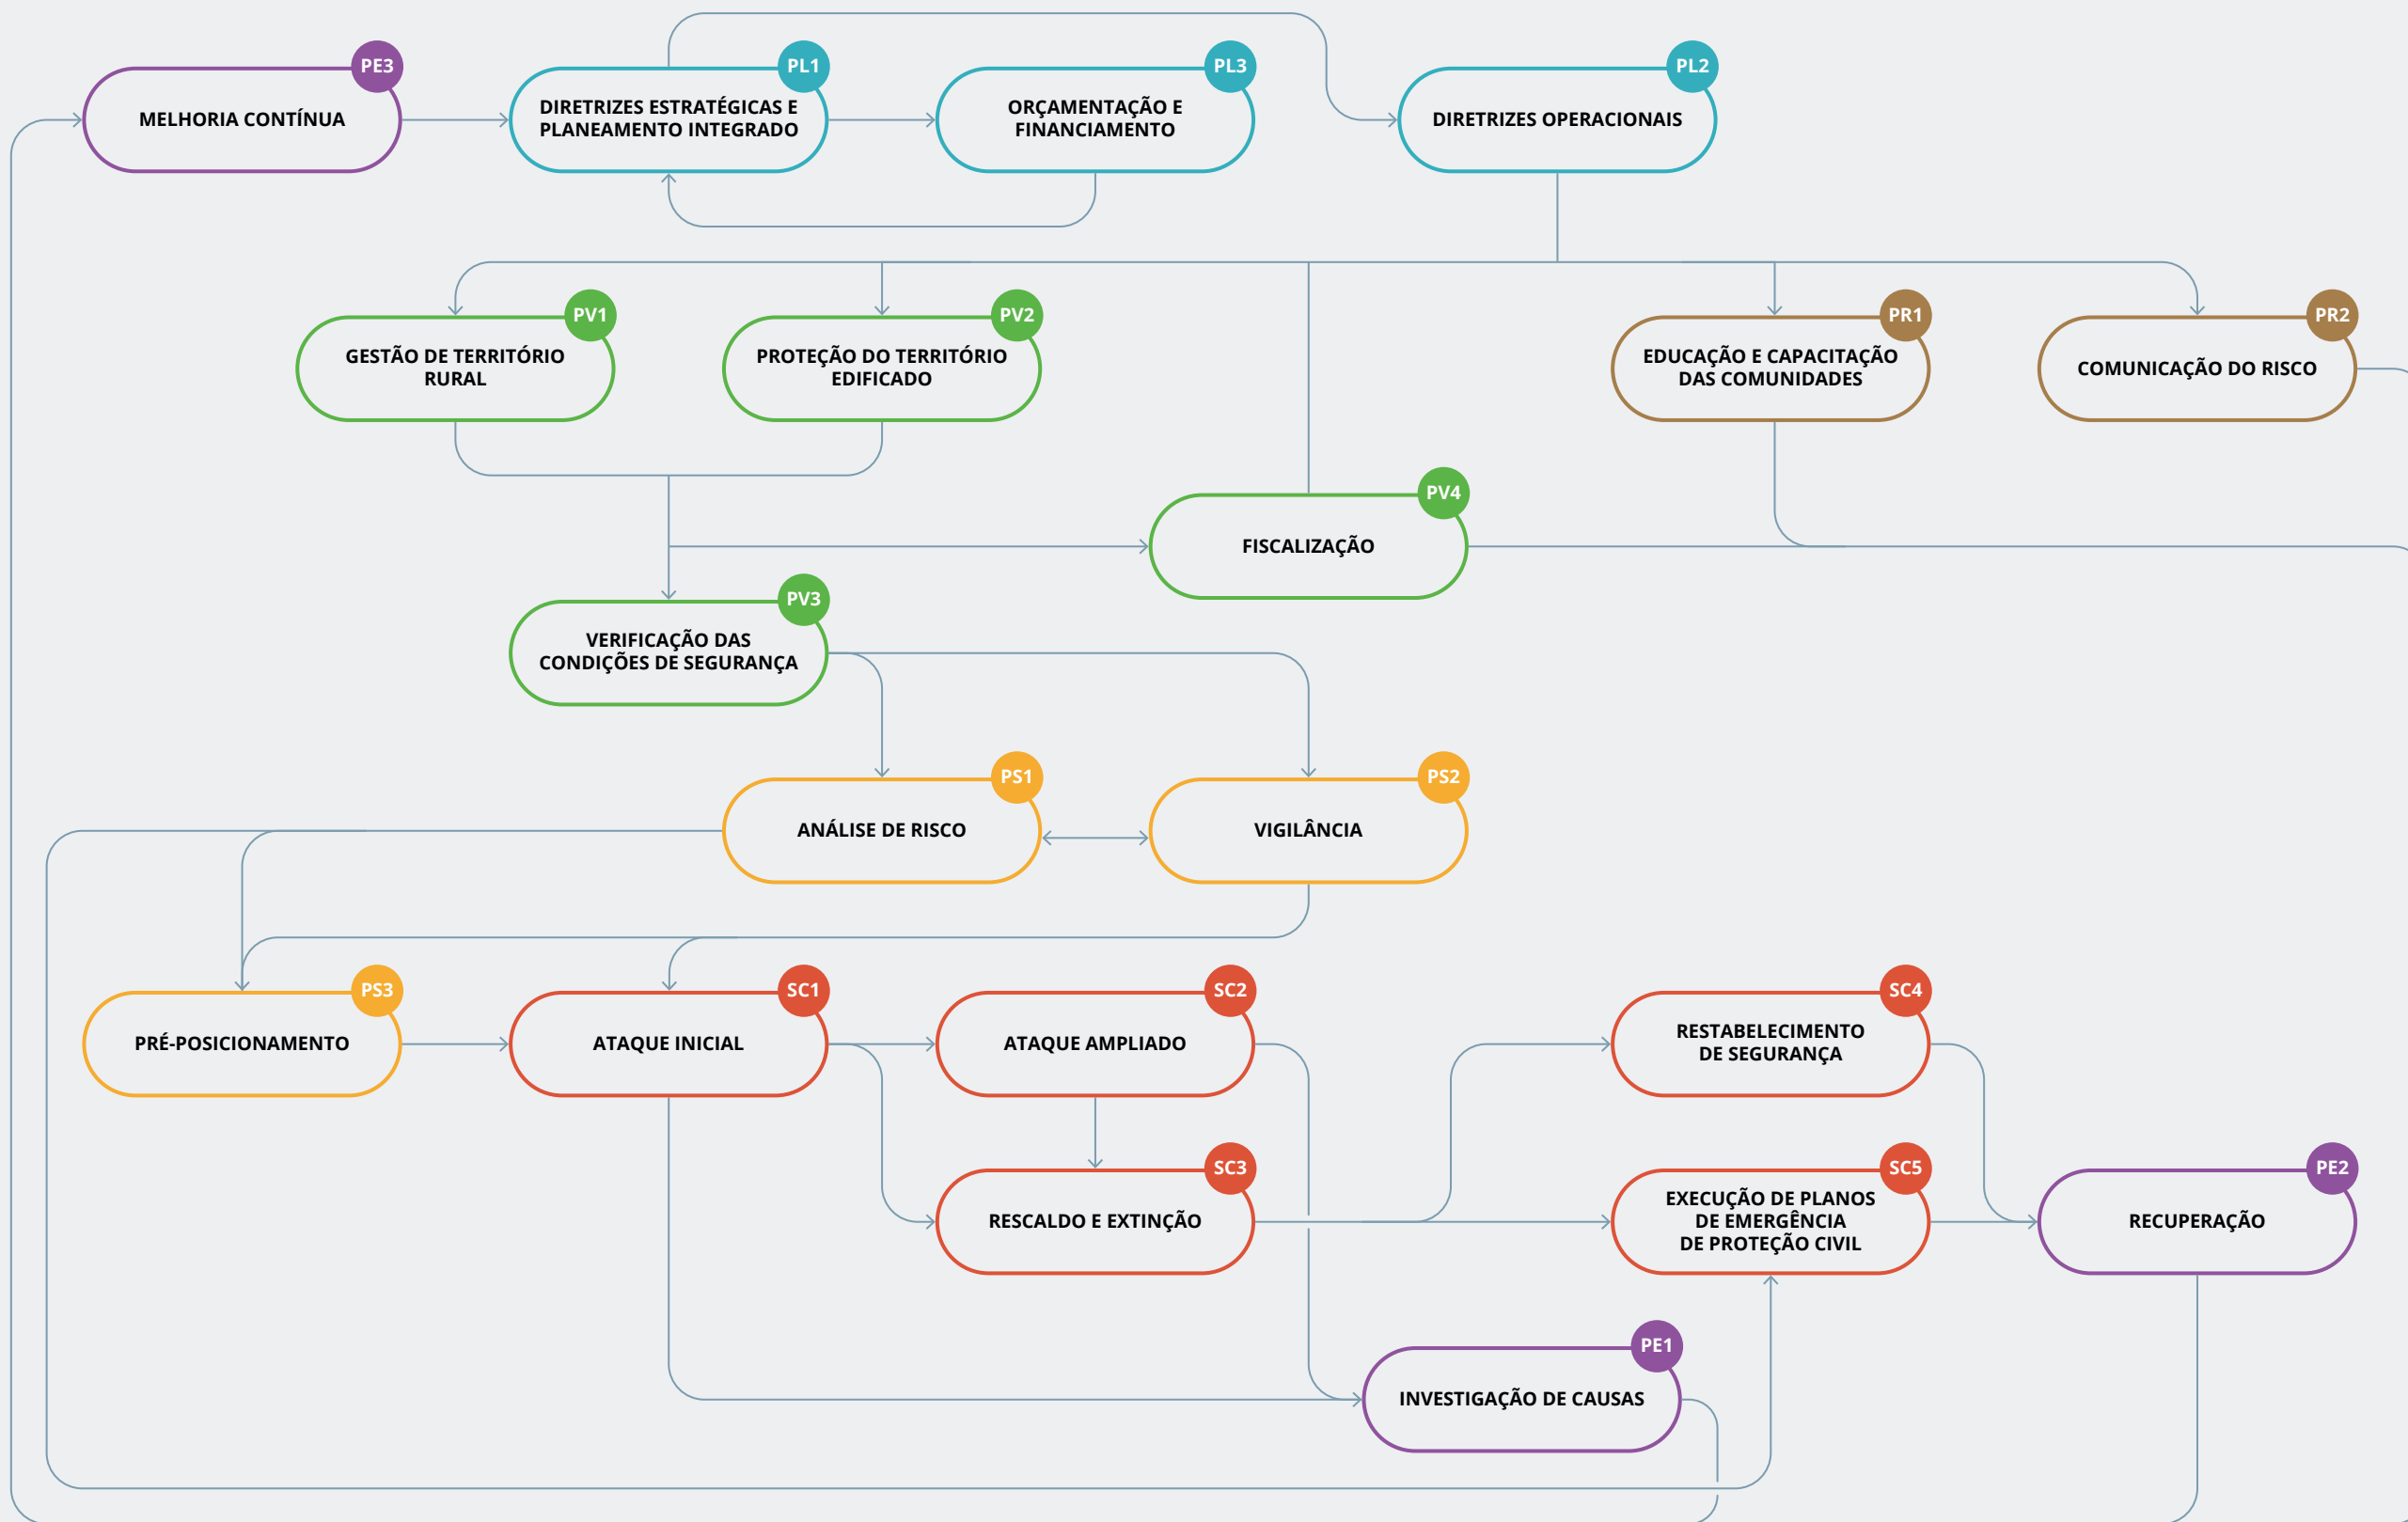 PE3
MELHORIA CONTÍNUA
PL1
DIRETRIZES ESTRATÉGICAS E
PLANEAMENTO INTEGRADO
PL3
ORÇAMENTAÇÃO E
FINANCIAMENTO
PL2
DIRETRIZES OPERACIONAIS
PV1
GESTÃO DE TERRITÓRIO
RURAL
PV2
PROTEÇÃO DO TERRITÓRIO
EDIFICADO
PR1
EDUCAÇÃO E CAPACITAÇÃO
DAS COMUNIDADES
PR2
COMUNICAÇÃO DO RISCO
PV4
FISCALIZAÇÃO
PV3
VERIFICAÇÃO DAS
CONDIÇÕES DE SEGURANÇA
PS1
ANÁLISE DE RISCO
PS2
VIGILÂNCIA
PS3
PRÉ-POSICIONAMENTO
SC1
ATAQUE INICIAL
SC2
ATAQUE AMPLIADO
SC4
RESTABELECIMENTO
DE SEGURANÇA
SC3
RESCALDO E EXTINÇÃO
SC5
EXECUÇÃO DE PLANOS
DE EMERGÊNCIA
DE PROTEÇÃO CIVIL
PE2
RECUPERAÇÃO
PE1
INVESTIGAÇÃO DE CAUSAS